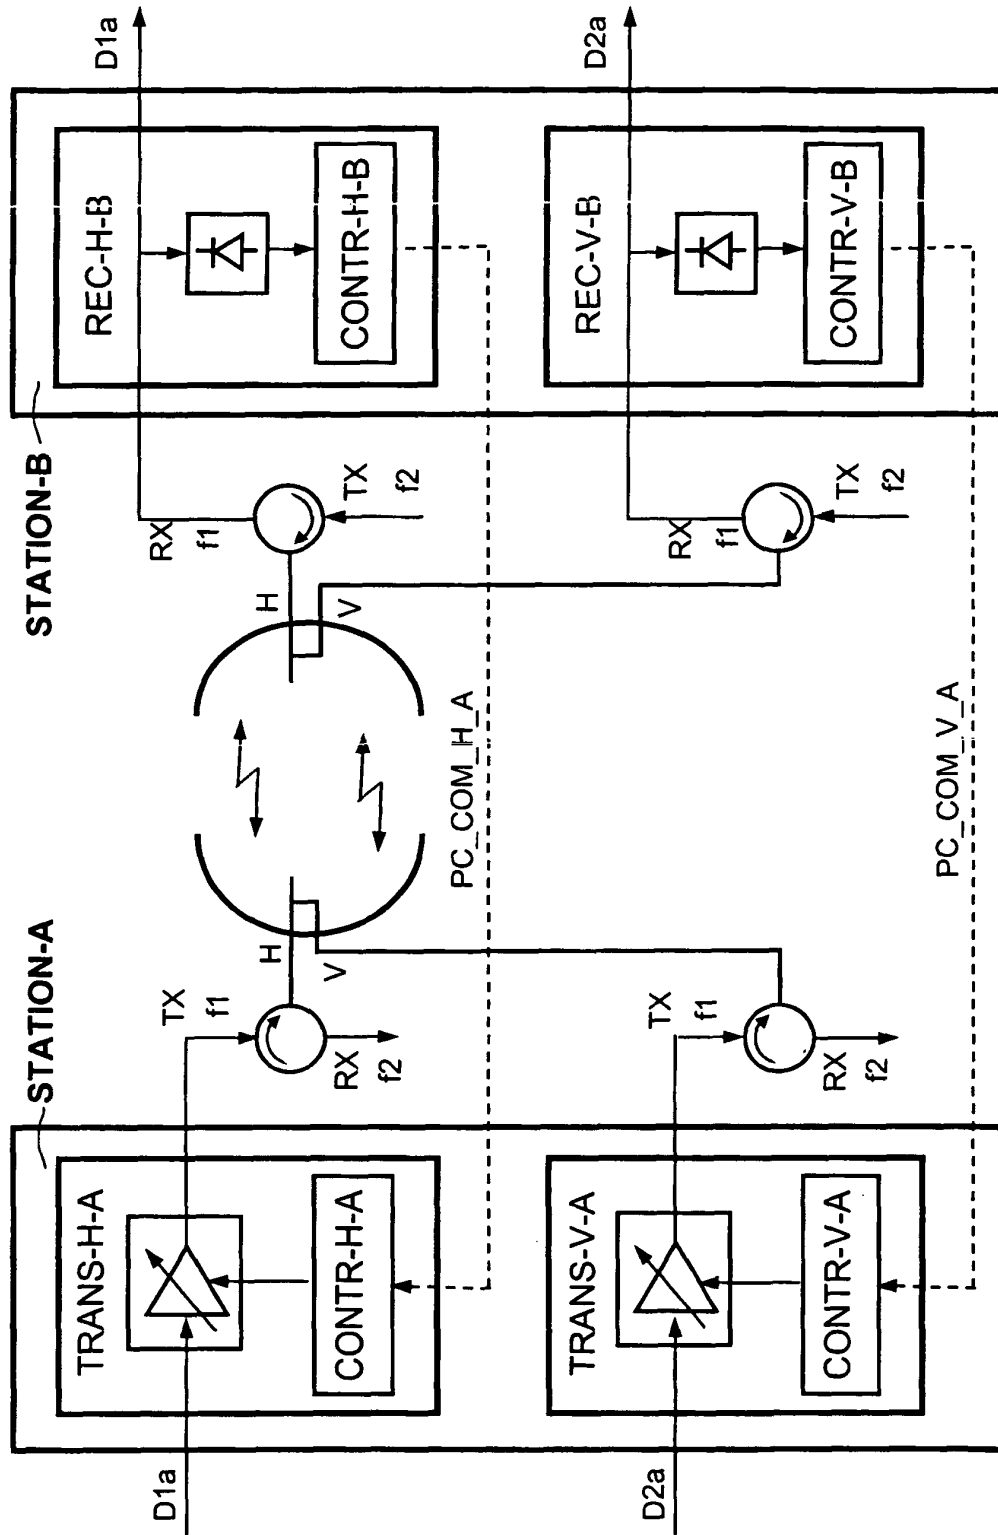 STATION-A
STATION-B
D1a
TRANS-H-A
CONTR-H-A
TX
f1
RX
f2
H
V
H
V
RX
f1
TX
f2
REC-H-B
CONTR-H-B
D1a
PC_COM_H_A
D2a
TRANS-V-A
CONTR-V-A
TX
f1
RX
f2
RX
f1
TX
f2
REC-V-B
CONTR-V-B
D2a
PC_COM_V_A